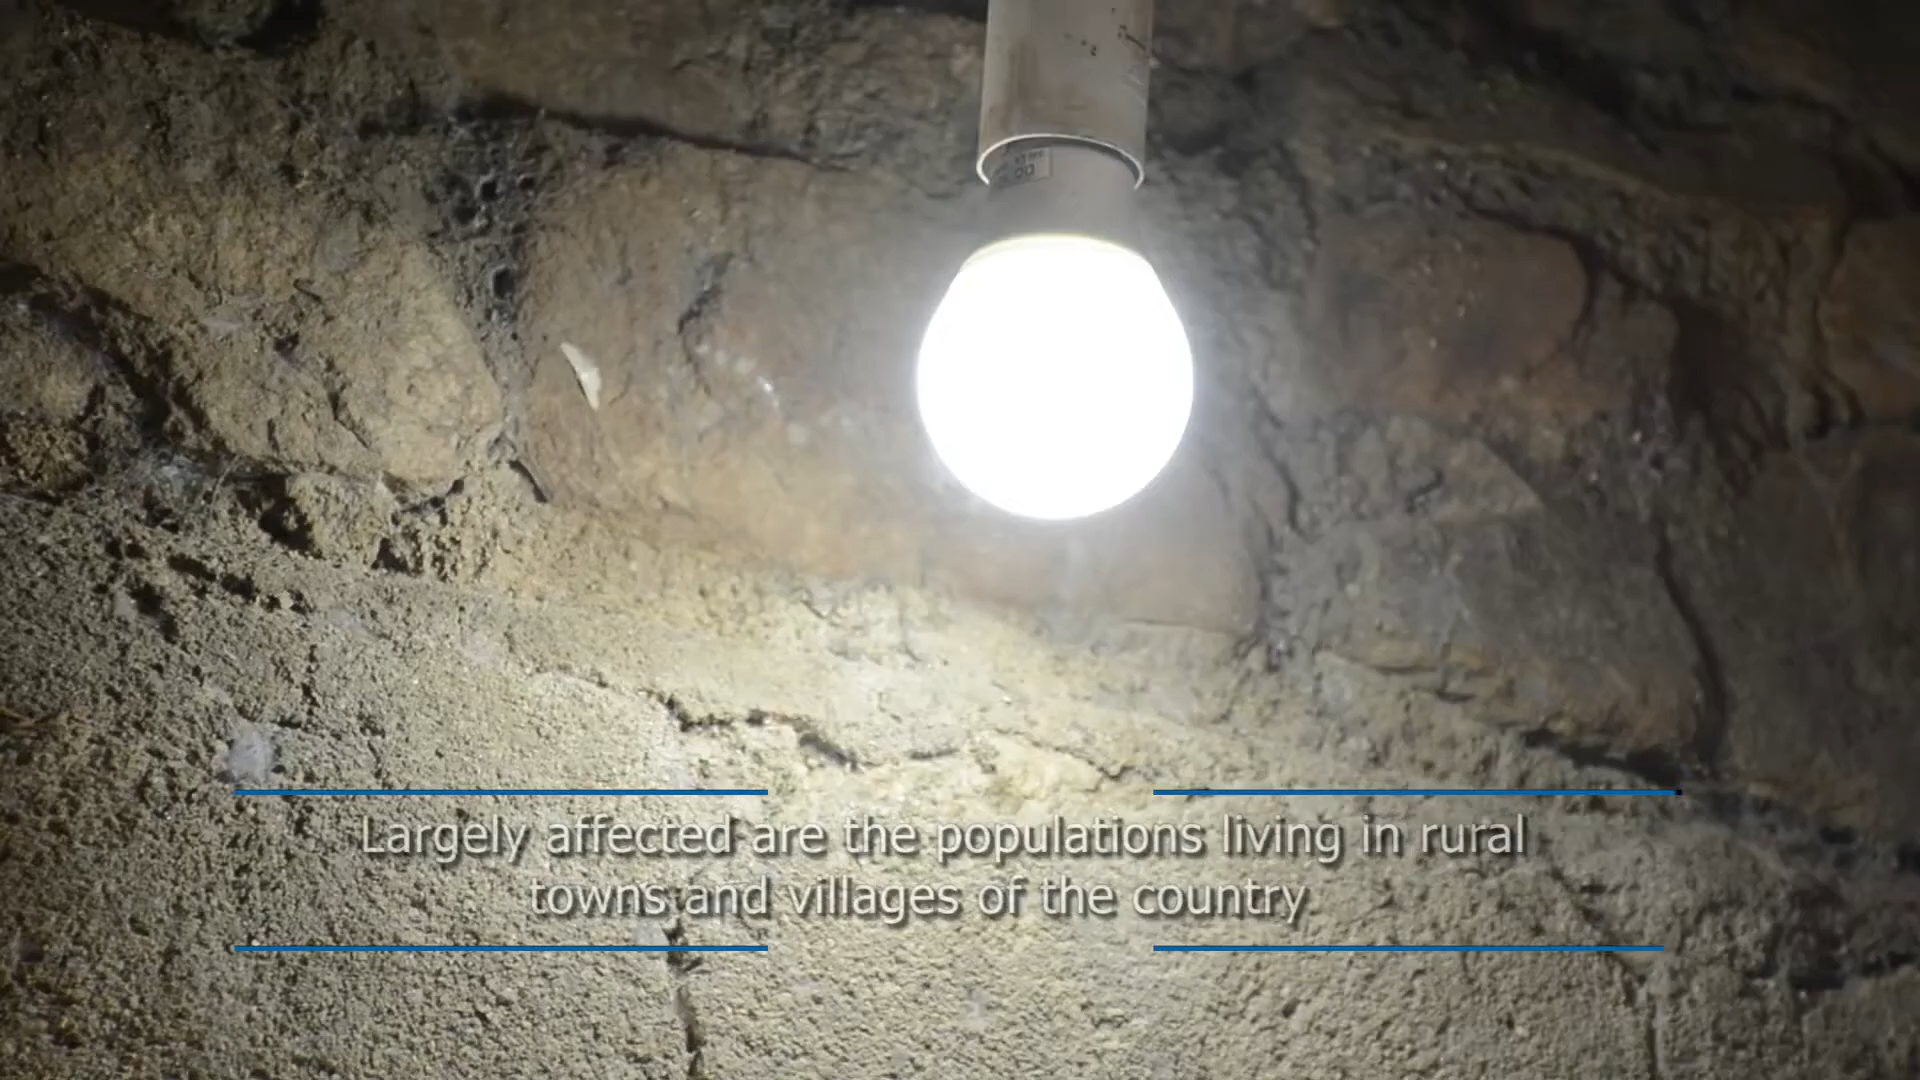 Largely affected are the populations living in rural
towns and villages of the country